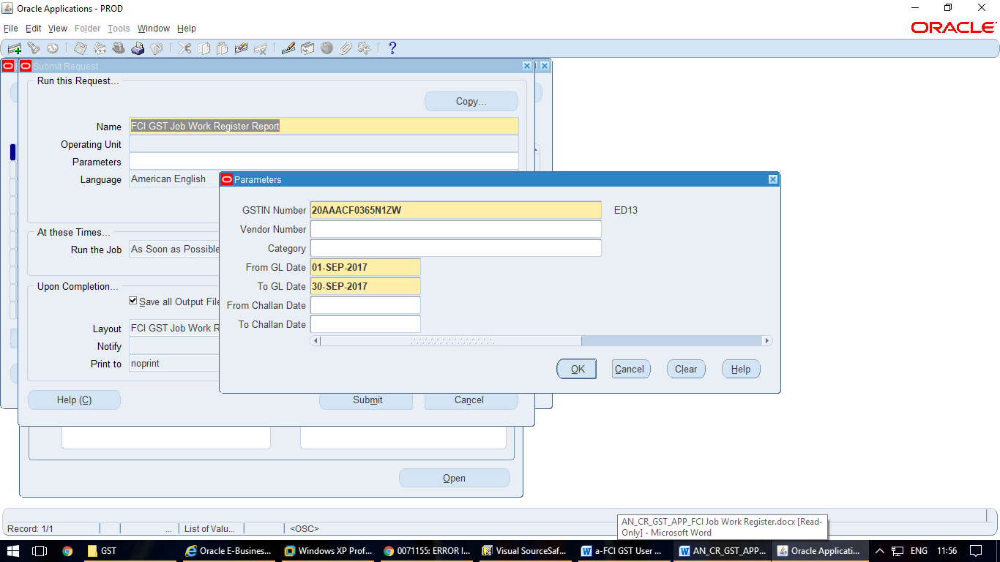 Oracle Applications - PROD
File Edit View Folder Tools Window Help
ORACLE
Submit Request
Run this Request...
Copy...
Name FCI GST Job Work Register Report
Operating Unit
Parameters
Language American English
Parameters
GSTIN Number 20AAACF0365N1ZW ED13
Vendor Number
Category
From GL Date 01-SEP-2017
To GL Date 30-SEP-2017
From Challan Date
To Challan Date
OK Cancel Clear Help
At these Times...
Run the Job As Soon as Possible
Upon Completion...
Save all Output File
Layout FCI GST Job Work R
Notify
Print to noprint
Help (C) Submit Cancel
Open
Record: 1/1 ... List of Valu... <OSC>
AN_CR_GST_APP_FCI Job Work Register.docx [Read-
Only] - Microsoft Word
GST Oracle E-Busines... Windows XP Prof... 0071155: ERROR I... Visual SourceSaf... a-FCI GST User ... AN_CR_GST_APP... Oracle Applicati... ENG 11:56